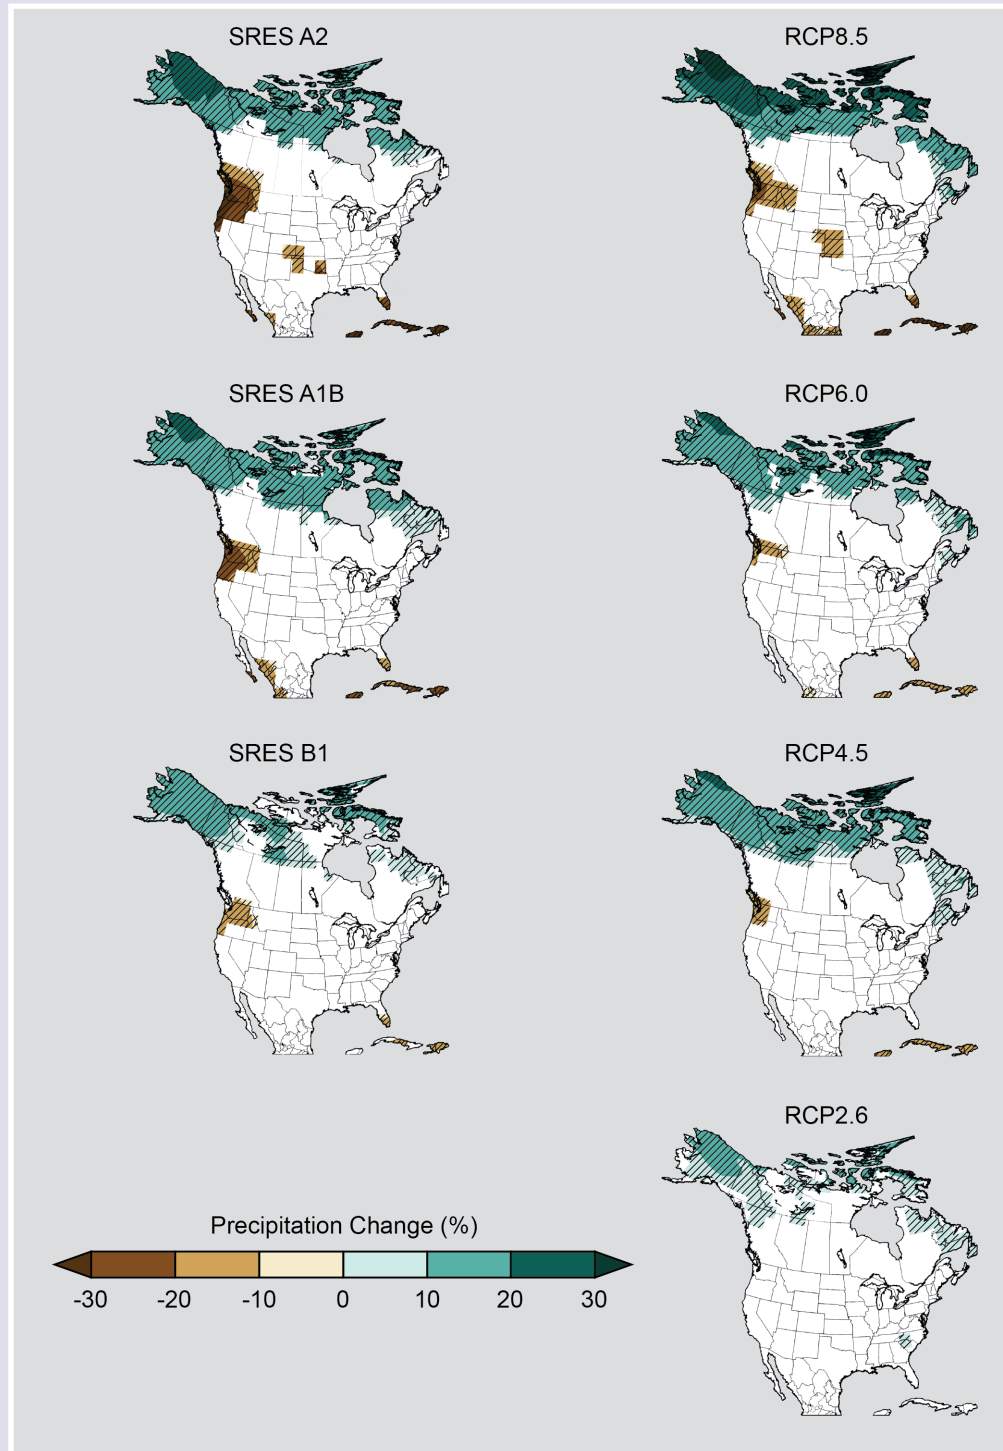 SRES A2
RCP8.5
SRES A1B
RCP6.0
SRES B1
RCP4.5
RCP2.6
Precipitation Change (%)
-30 -20 -10 0 10 20 30